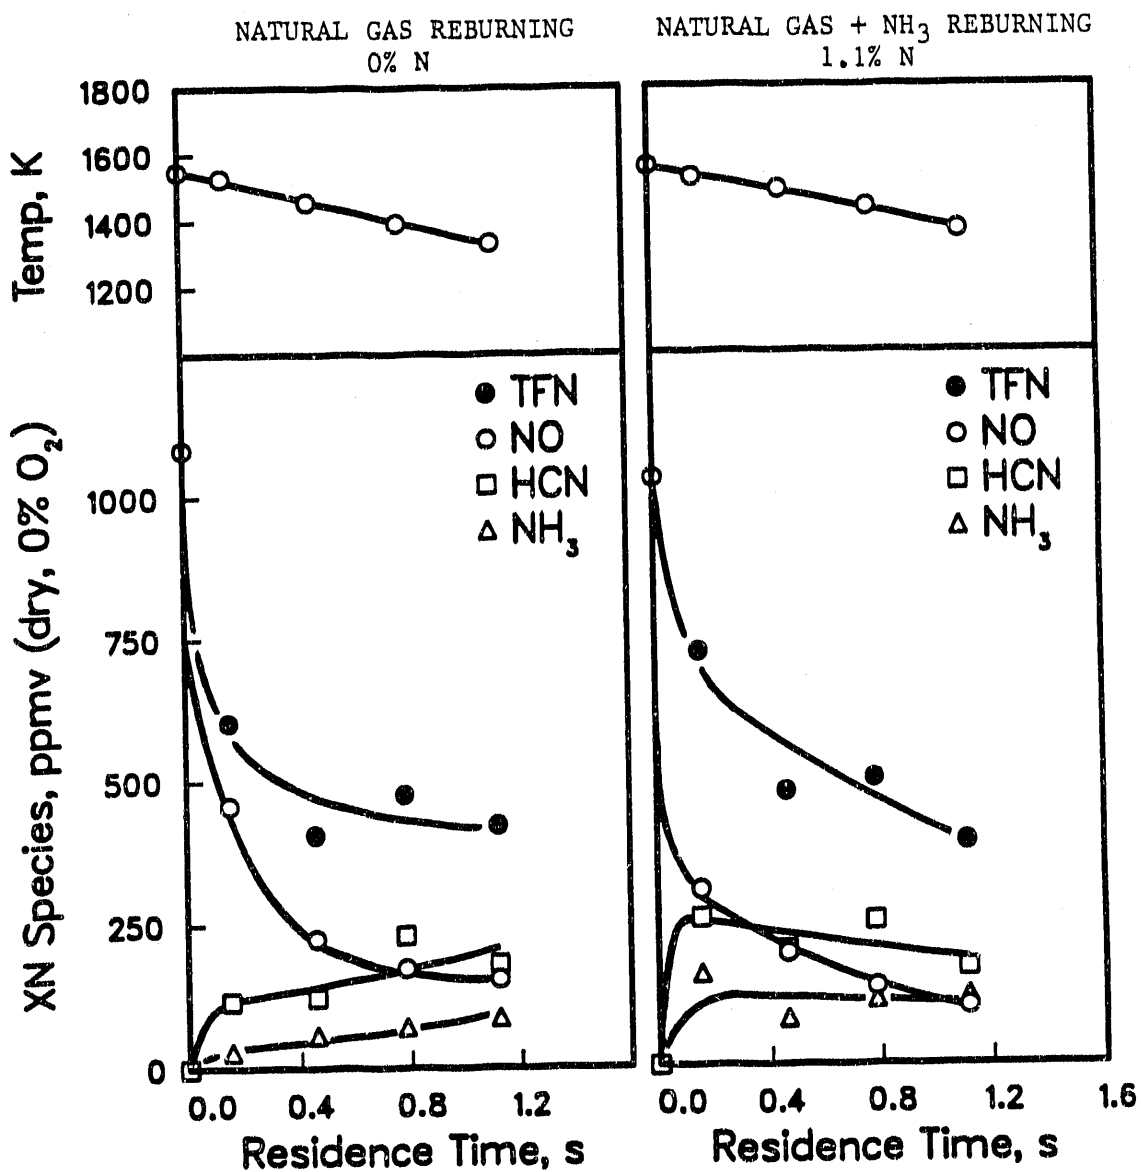 NATURAL GAS REBURNING
0% N
NATURAL GAS + NH3 REBURNING
1.1% N
Temp, K
1800
1600
1400
1200
XN Species, ppmv (dry, 0% O2)
1000
750
500
250
0
TFN
NO
HCN
NH3
TFN
NO
HCN
NH3
0.0 0.4 0.8 1.2
0.0 0.4 0.8 1.2 1.6
Residence Time, s
Residence Time, s